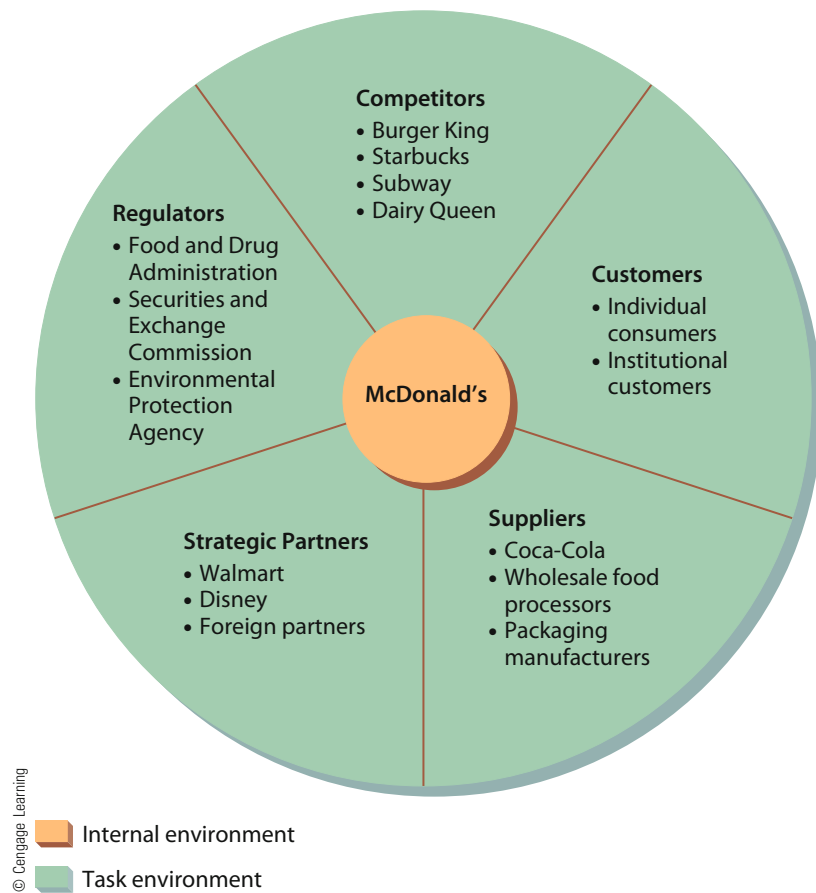 Competitors
• Burger King
• Starbucks
• Subway
• Dairy Queen
Regulators
• Food and Drug
Administration
• Securities and
Exchange
Commission
• Environmental
Protection
Agency
Customers
• Individual
consumers
• Institutional
customers
McDonald's
Strategic Partners
• Walmart
• Disney
• Foreign partners
Suppliers
• Coca-Cola
• Wholesale food
processors
• Packaging
manufacturers
© Cengage Learning
Internal environment
Task environment